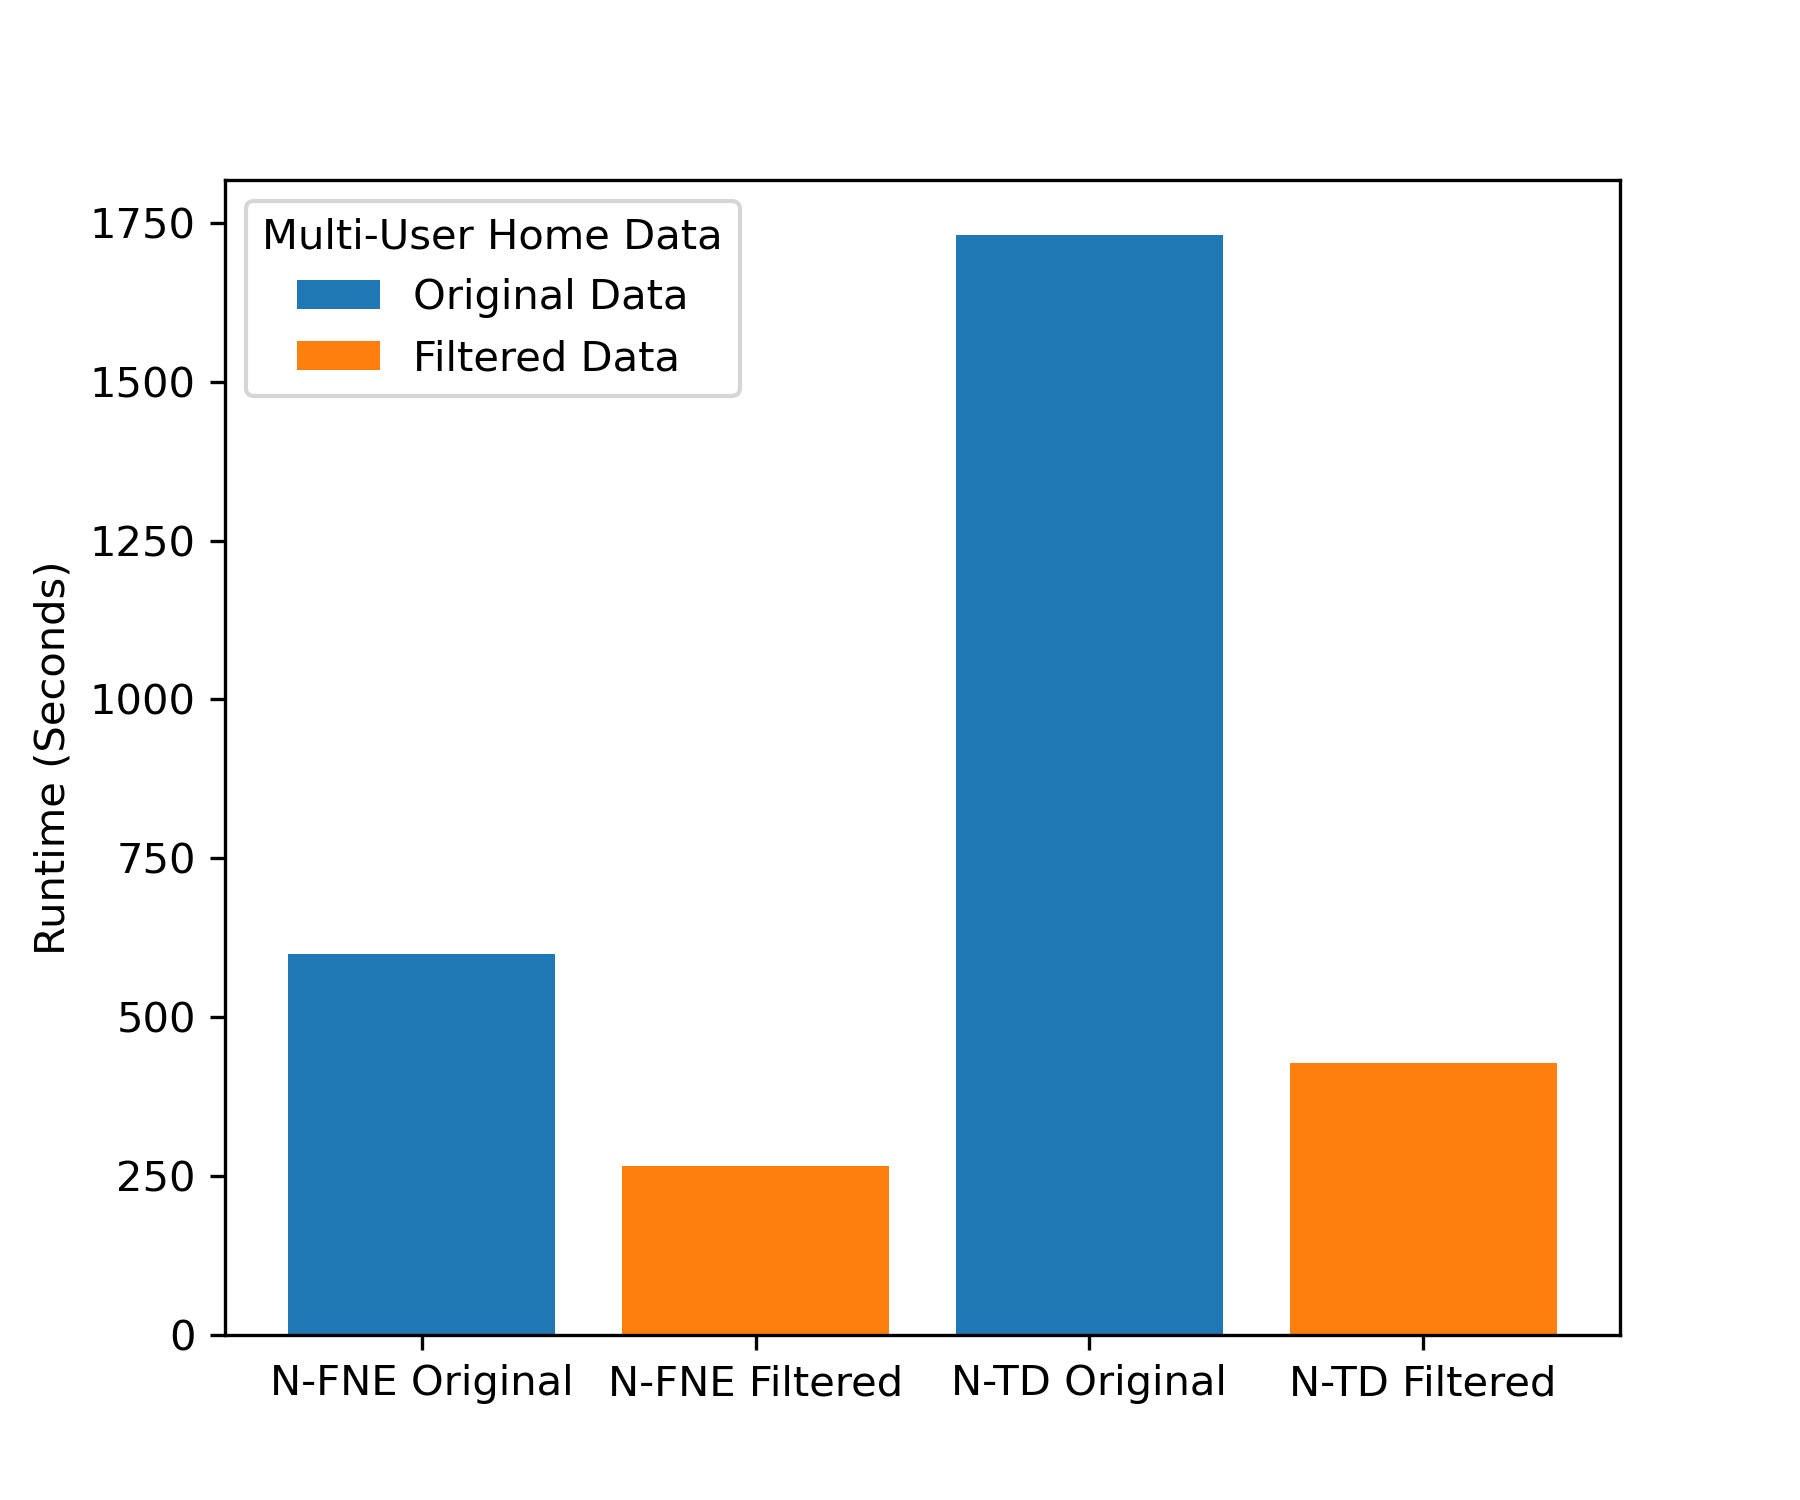 Multi-User Home Data
Original Data
Filtered Data
Runtime (Seconds)
1750
1500
1250
1000
750
500
250
0
N-FNE Original
N-FNE Filtered
N-TD Original
N-TD Filtered